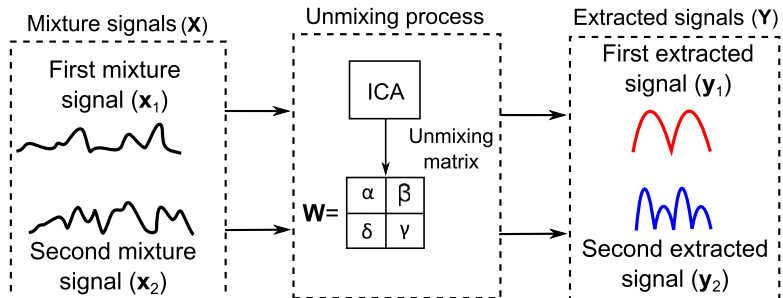 Mixture signals (X)
First mixture
signal (x1)
Second mixture
signal (x2)
Unmixing process
ICA
Unmixing
matrix
W=
α β
δ γ
Extracted signals (Y)
First extracted
signal (y1)
Second extracted
signal (y2)